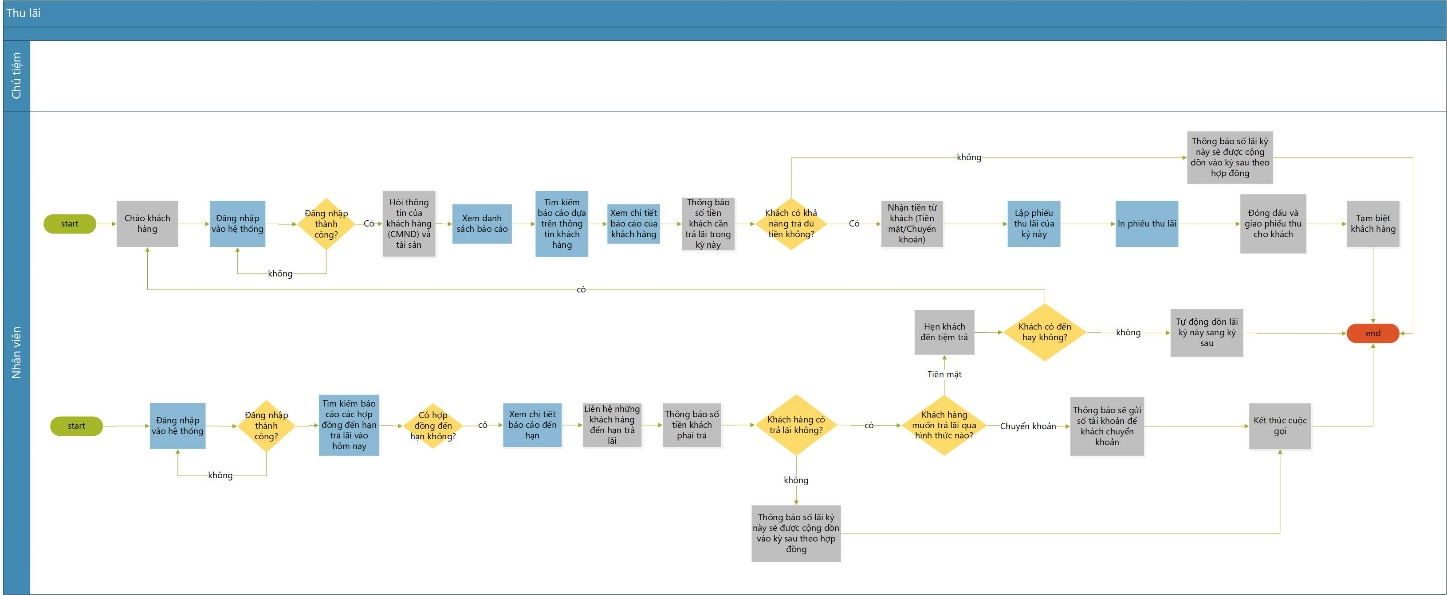 Thu lãi
Chủ tiệm
Nhân viên
start
Chào khách
hàng
Đăng nhập
vào hệ thống
Đăng nhập
thành
công?
không
Có
Hỏi thông
tin của
khách hàng
(CMND) và
tài sản
Xem danh
sách báo cáo
Tìm kiếm
báo cáo dựa
trên thông
tin khách
hàng
Xem chi tiết
báo cáo của
khách hàng
Thông báo
số tiền
khách cần
trả lãi trong
kỳ này
Khách có khả
năng trả đủ
tiền không?
không
Có
Thông báo số lãi kỳ
này sẽ được cộng
dồn vào kỳ sau theo
hợp đồng
Nhận tiền từ
khách (Tiền
mặt/Chuyển
khoản)
Lập phiếu
thu lãi của
kỳ này
In phiếu thu lãi
Đóng dấu và
giao phiếu thu
cho khách
Tạm biệt
khách hàng
có
Hẹn khách
đến tiệm trả
Khách có đến
hay không?
không
Tự động dồn lãi
kỳ này sang kỳ
sau
end
start
Đăng nhập
vào hệ thống
Đăng nhập
thành
công?
không
Tìm kiếm báo
cáo các hợp
đồng đến hạn
trả lãi vào
hôm nay
Có hợp
đồng đến
hạn không?
có
Xem chi tiết
báo cáo đến
hạn
Liên hệ những
khách hàng
đến hạn trả
lãi
Thông báo số
tiền khách
phải trả
Khách hàng có
trả lãi không?
có
không
Khách hàng
muốn trả lãi qua
hình thức nào?
Tiền mặt
Chuyển khoản
Thông báo sẽ gửi
số tài khoản để
khách chuyển
khoản
Kết thúc cuộc
gọi
Thông báo số lãi kỳ
này sẽ được cộng dồn
vào kỳ sau theo hợp
đồng